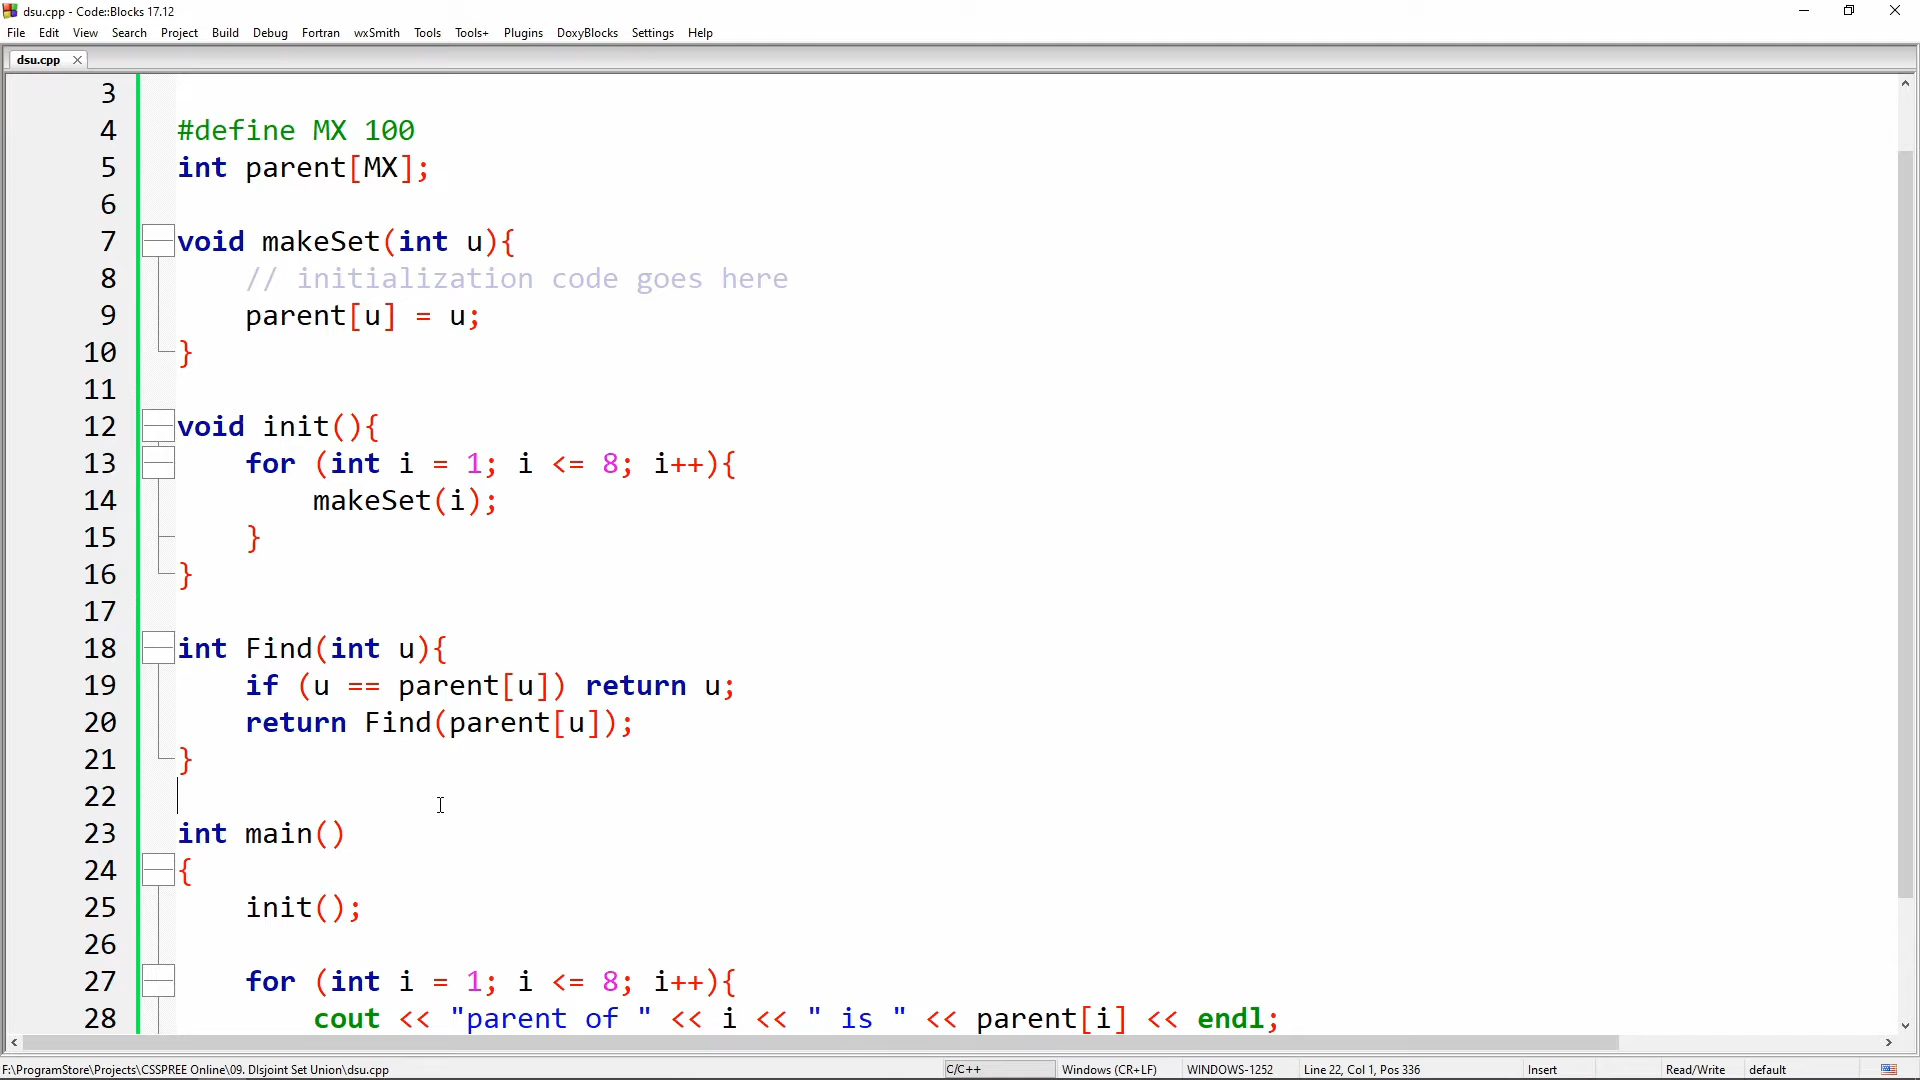 dsu.cpp - Code::Blocks 17.12
File Edit View Search Project Build Debug Fortran wxSmith Tools Tools+ Plugins DoxyBlocks Settings Help
dsu.cpp
3
4 #define MX 100
5 int parent[MX];
6
7 void makeSet(int u){
8 // initialization code goes here
9 parent[u] = u;
10 }
11
12 void init(){
13 for (int i = 1; i <= 8; i++){
14 makeSet(i);
15 }
16 }
17
18 int Find(int u){
19 if (u == parent[u]) return u;
20 return Find(parent[u]);
21 }
22
23 int main()
24 {
25 init();
26
27 for (int i = 1; i <= 8; i++){
28 cout << "parent of " << i << " is " << parent[i] << endl;
F:\ProgramStore\Projects\CSSPREE Online\09. DIsjoint Set Union\dsu.cpp C/C++ Windows (CR+LF) WINDOWS-1252 Line 22, Col 1, Pos 336 Insert Read/Write default